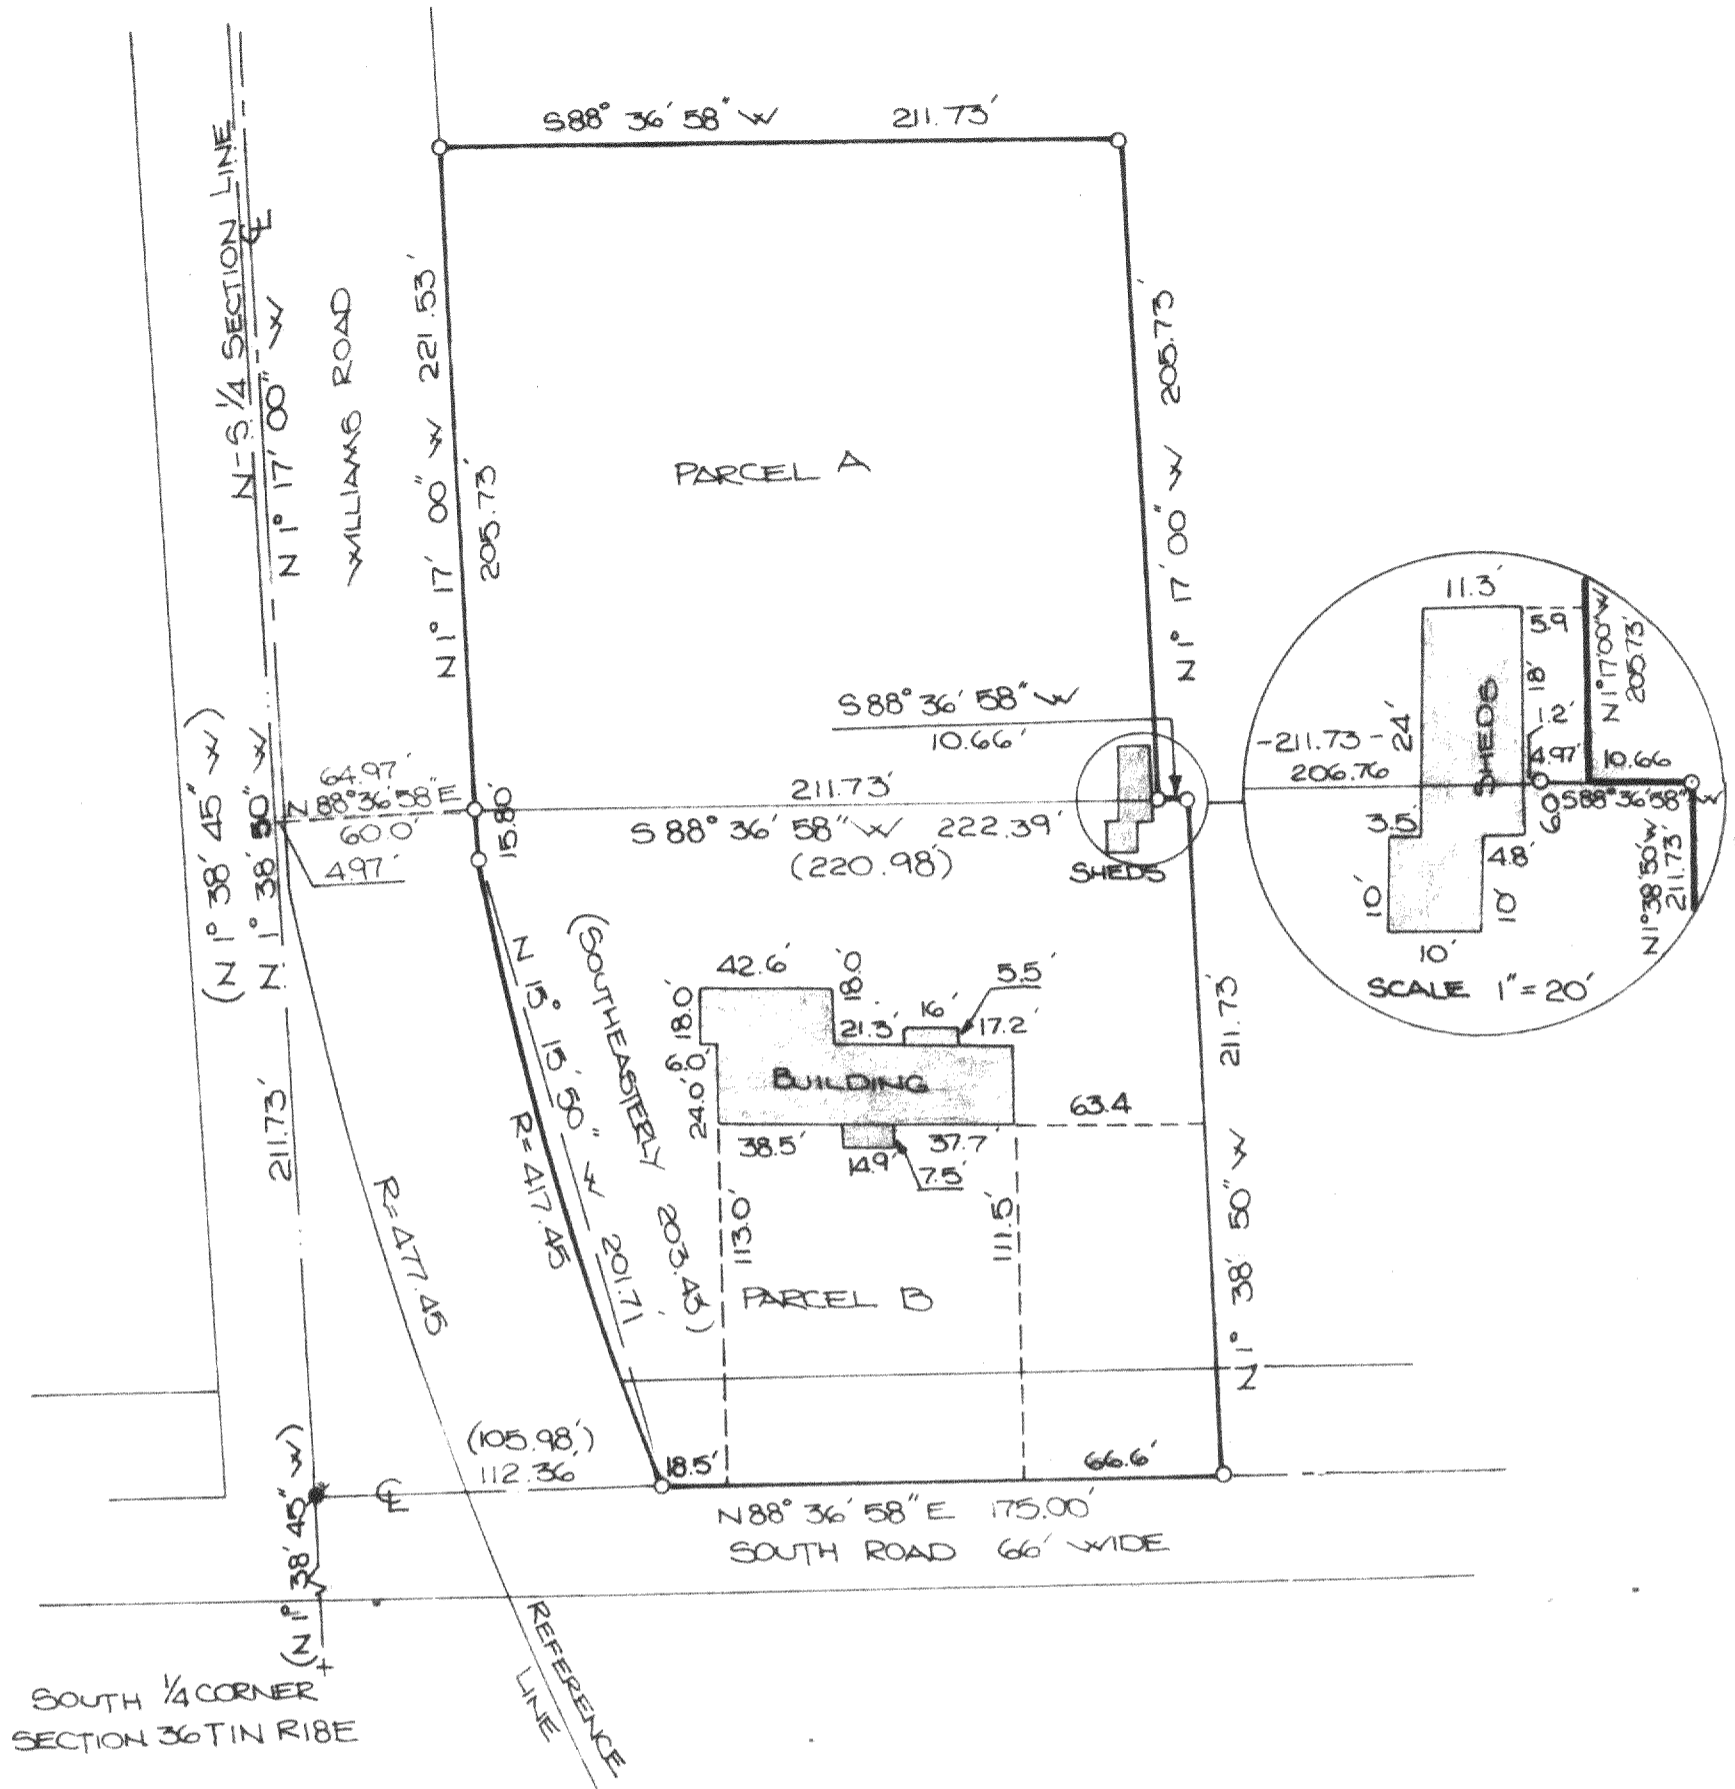 S88° 36' 58" W 211.73'
N-S 1/4 SECTION LINE
℄
N 1° 17' 00" W
WILLIAMS ROAD
N 1° 17' 00" W 221.53'
205.73'
PARCEL A
N 1° 17' 00" W 205.73'
S88° 36' 58" W
10.66'
(N 1° 38' 45" W)
N 1° 38' 50" W
211.73'
64.97'
N 88° 36' 58" E
60.0'
4.97'
15.80'
211.73'
S 88° 36' 58" W 222.39'
(220.98')
SHEDS
11.3'
5.9
18'
1.2'
24'
SHEDS
N 1° 17' 00" W
205.73'
-211.73-
206.76
4.97'
10.66
S88° 36' 58" W
6.0
3.5'
4.8'
10'
10'
10'
N 1° 38' 50" W
211.73'
SCALE 1" = 20'
N 15° 15' 50" W 201.71
(SOUTHEASTERLY 203.45')
R=417.45
R=477.45
42.6'
18.0'
18.0'
5.5'
16'
21.3'
17.2'
6.0'
24.0'
BUILDING
63.4
38.5'
14.9'
37.7'
7.5'
113.0'
111.5'
PARCEL B
N 1° 38' 50" W 211.73'
(105.98')
112.36'
℄
18.5'
66.6'
N88° 36' 58" E 175.00'
SOUTH ROAD 66' WIDE
(N 1° 38' 45" W)
REFERENCE
LINE
SOUTH 1/4 CORNER
SECTION 36 T1N R18E